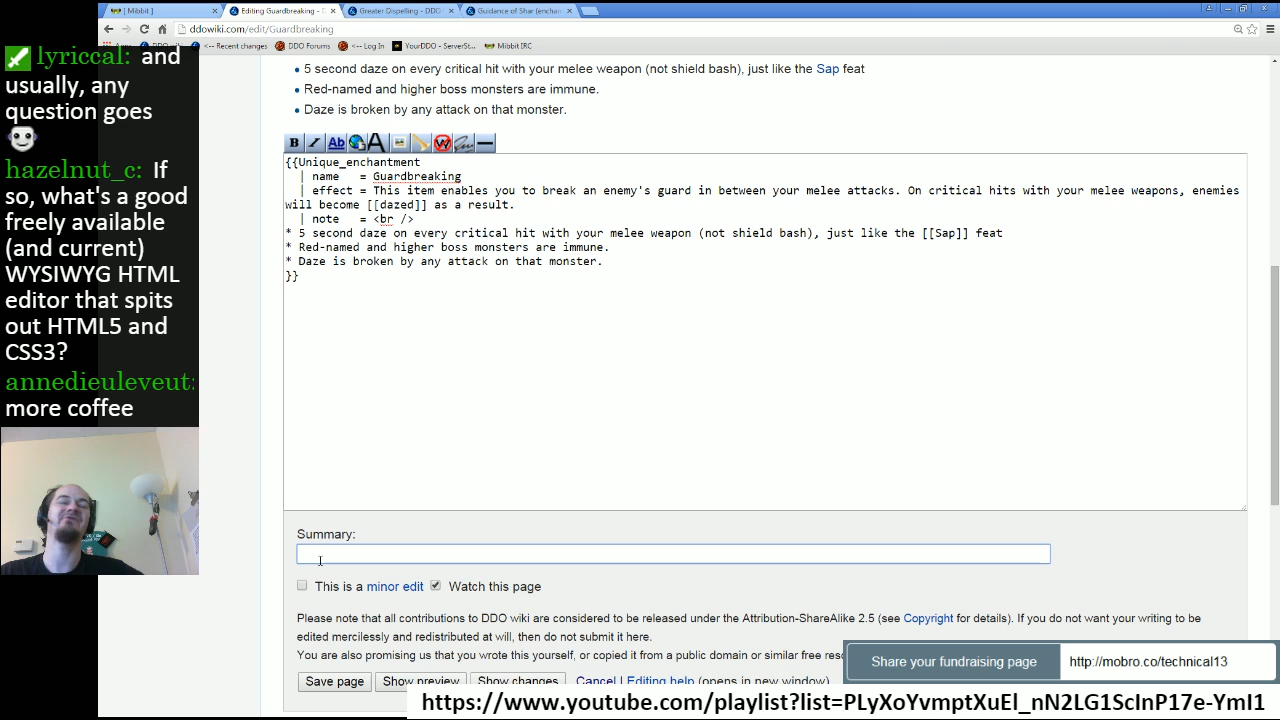 [ Mibbit ]
Editing Guardbreaking - D
Greater Dispelling - DDO
Guidance of Shar (enchan
ddowiki.com/edit/Guardbreaking
<-- Recent changes
DDO Forums
<-- Log In
YourDDO - ServerSt...
Mibbit IRC
lyriccal: and
usually, any
question goes
hazelnut_c: If
so, what's a good
freely available
(and current)
WYSIWYG HTML
editor that spits
out HTML5 and
CSS3?
annedieuleveut:
more coffee
5 second daze on every critical hit with your melee weapon (not shield bash), just like the Sap feat
Red-named and higher boss monsters are immune.
Daze is broken by any attack on that monster.
{{Unique_enchantment
| name = Guardbreaking
| effect = This item enables you to break an enemy's guard in between your melee attacks. On critical hits with your melee weapons, enemies
will become [[dazed]] as a result.
| note = <br />
* 5 second daze on every critical hit with your melee weapon (not shield bash), just like the [[Sap]] feat
* Red-named and higher boss monsters are immune.
* Daze is broken by any attack on that monster.
}}
Summary:
This is a minor edit Watch this page
Please note that all contributions to DDO wiki are considered to be released under the Attribution-ShareAlike 2.5 (see Copyright for details). If you do not want your writing to be
edited mercilessly and redistributed at will, then do not submit it here.
You are also promising us that you wrote this yourself, or copied it from a public domain or similar free
Save page Show preview Show changes Cancel | Editing help (opens in new window)
Share your fundraising page http://mobro.co/technical13
https://www.youtube.com/playlist?list=PLyXoYvmptXuEl_nN2LG1ScInP17e-YmI1